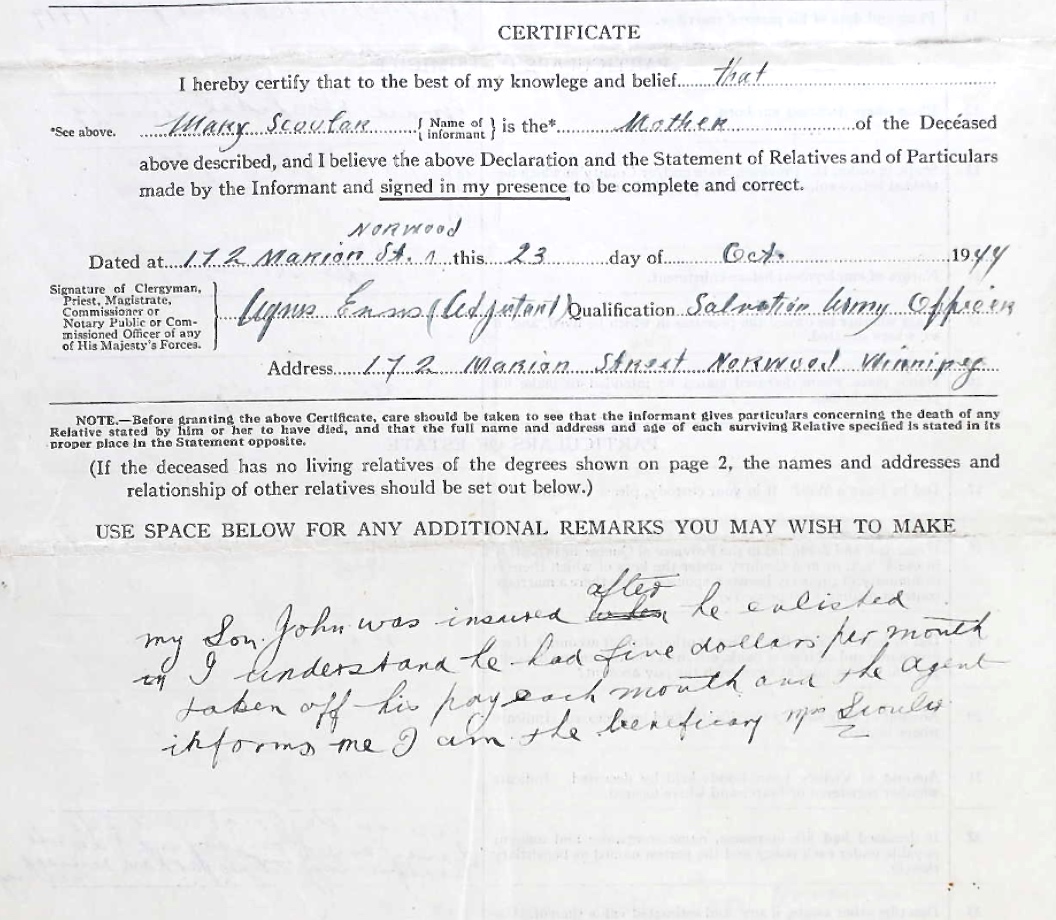 CERTIFICATE
I hereby certify that to the best of my knowlege and belief....that
*See above. Mary Scoular { Name of informant } is the* Mother of the Deceased
above described, and I believe the above Declaration and the Statement of Relatives and of Particulars
made by the Informant and signed in my presence to be complete and correct.
Norwood
Dated at 172 Marion St. this 23 day of Oct. 1944
Signature of Clergyman,
Priest, Magistrate,
Commissioner or
Notary Public or Com-
missioned Officer of any
of His Majesty's Forces.
Agnes Enns (Adjutant) Qualification Salvation Army Officer
Address 172 Marion Street Norwood Winnipeg
NOTE.—Before granting the above Certificate, care should be taken to see that the informant gives particulars concerning the death of any
Relative stated by him or her to have died, and that the full name and address and age of each surviving Relative specified is stated in its
proper place in the Statement opposite.
(If the deceased has no living relatives of the degrees shown on page 2, the names and addresses and
relationship of other relatives should be set out below.)
USE SPACE BELOW FOR ANY ADDITIONAL REMARKS YOU MAY WISH TO MAKE
after
my Son John was insured when he enlisted
I understand he had five dollars per month
taken off his pay each month and the agent
informs me I am the beneficary Mrs Scoular